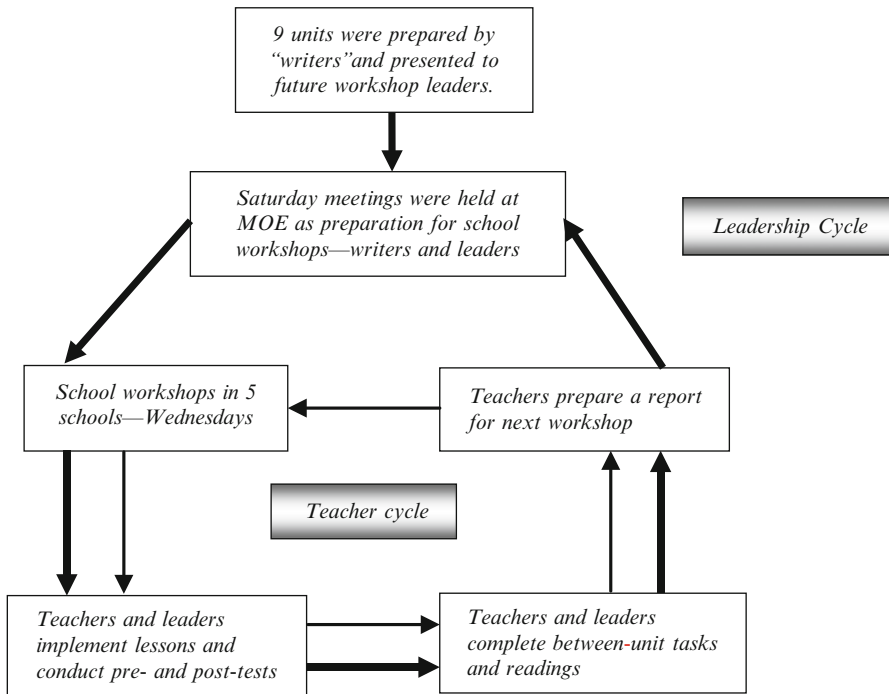 9 units were prepared by
“writers”and presented to
future workshop leaders.
Saturday meetings were held at
MOE as preparation for school
workshops—writers and leaders
Leadership Cycle
School workshops in 5
schools—Wednesdays
Teachers prepare a report
for next workshop
Teacher cycle
Teachers and leaders
implement lessons and
conduct pre- and post-tests
Teachers and leaders
complete between-unit tasks
and readings